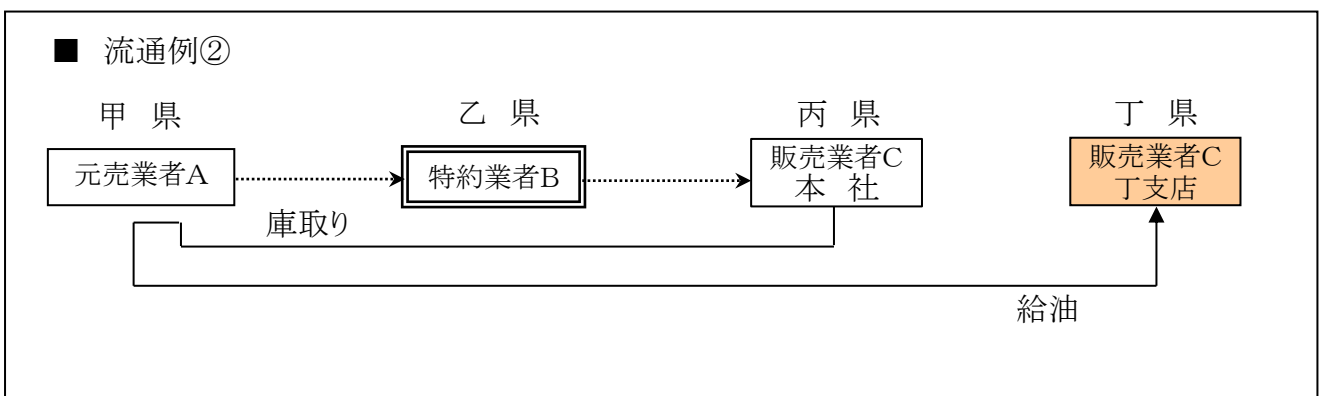 ■ 流通例②
甲 県
乙 県
丙 県
丁 県
元売業者A
特約業者B
販売業者C
本 社
販売業者C
丁支店
庫取り
給油